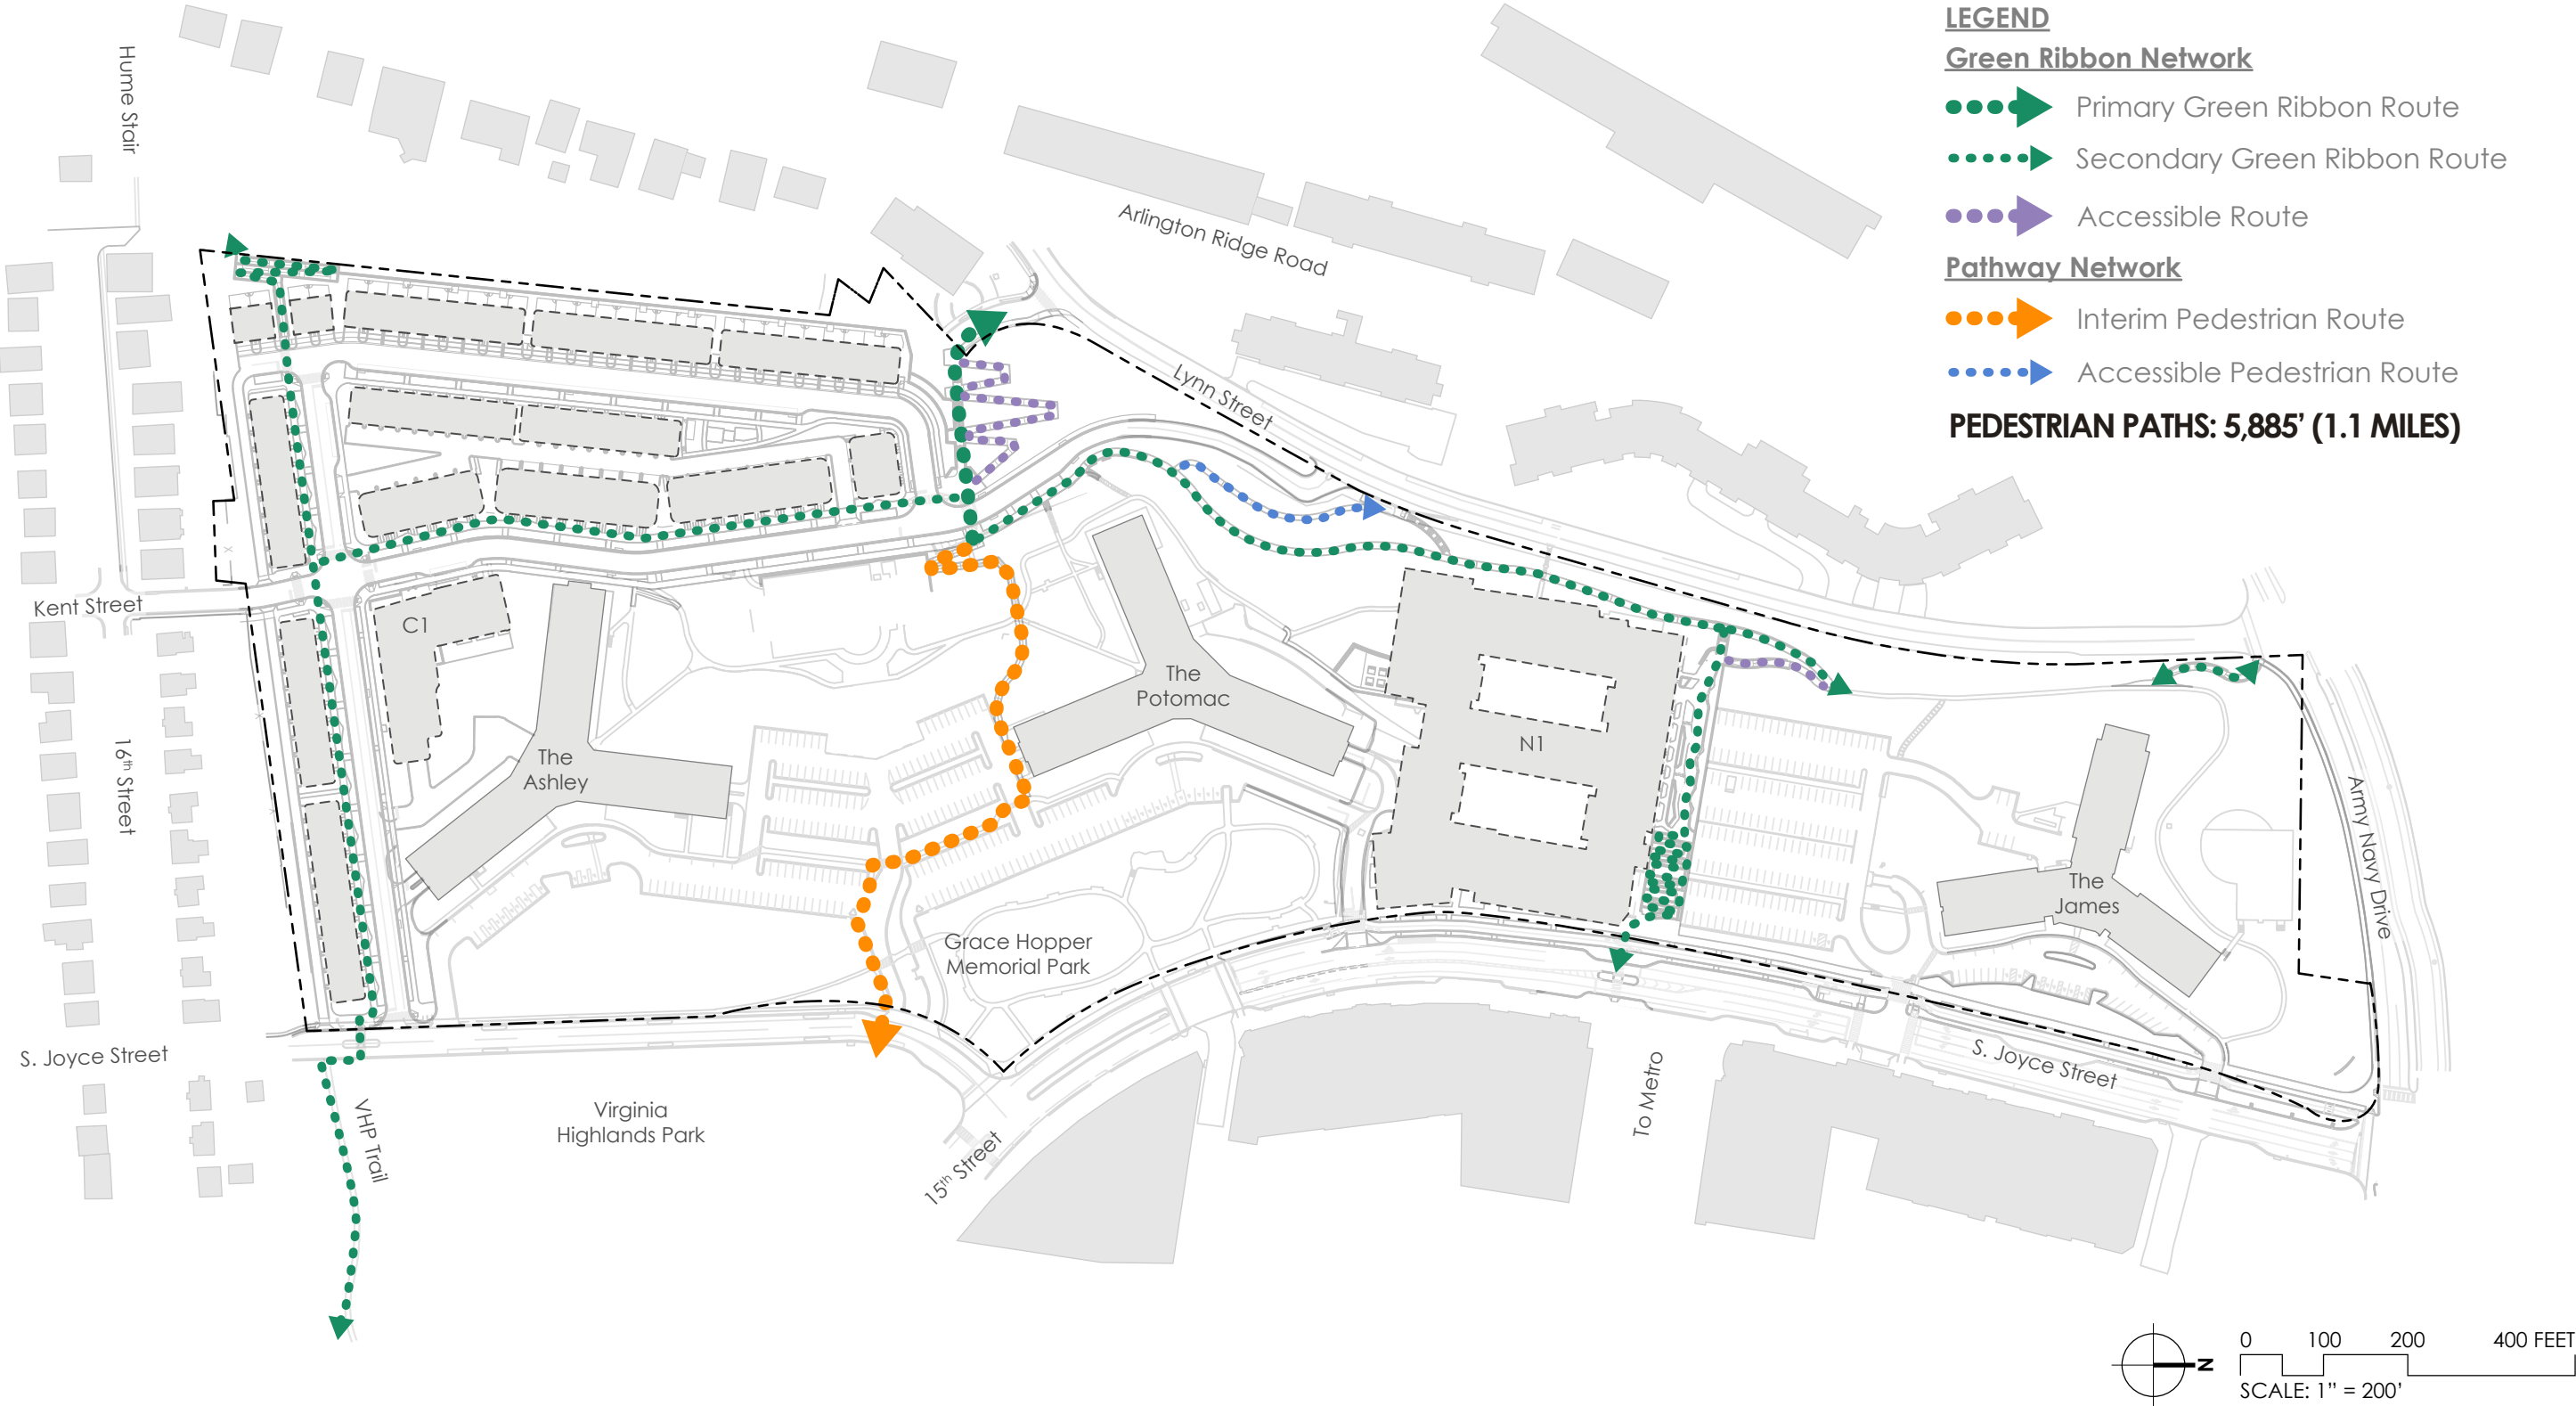 LEGEND
Green Ribbon Network
Primary Green Ribbon Route
Secondary Green Ribbon Route
Accessible Route
Pathway Network
Interim Pedestrian Route
Accessible Pedestrian Route
PEDESTRIAN PATHS: 5,885’ (1.1 MILES)
Hume Stair
Arlington Ridge Road
Lynn Street
Kent Street
C1
The
Potomac
The
Ashley
N1
16th Street
The
James
Army Navy Drive
Grace Hopper
Memorial Park
S. Joyce Street
S. Joyce Street
VHP Trail
Virginia
Highlands Park
15th Street
To Metro
N
0 100 200 400 FEET
SCALE: 1” = 200’